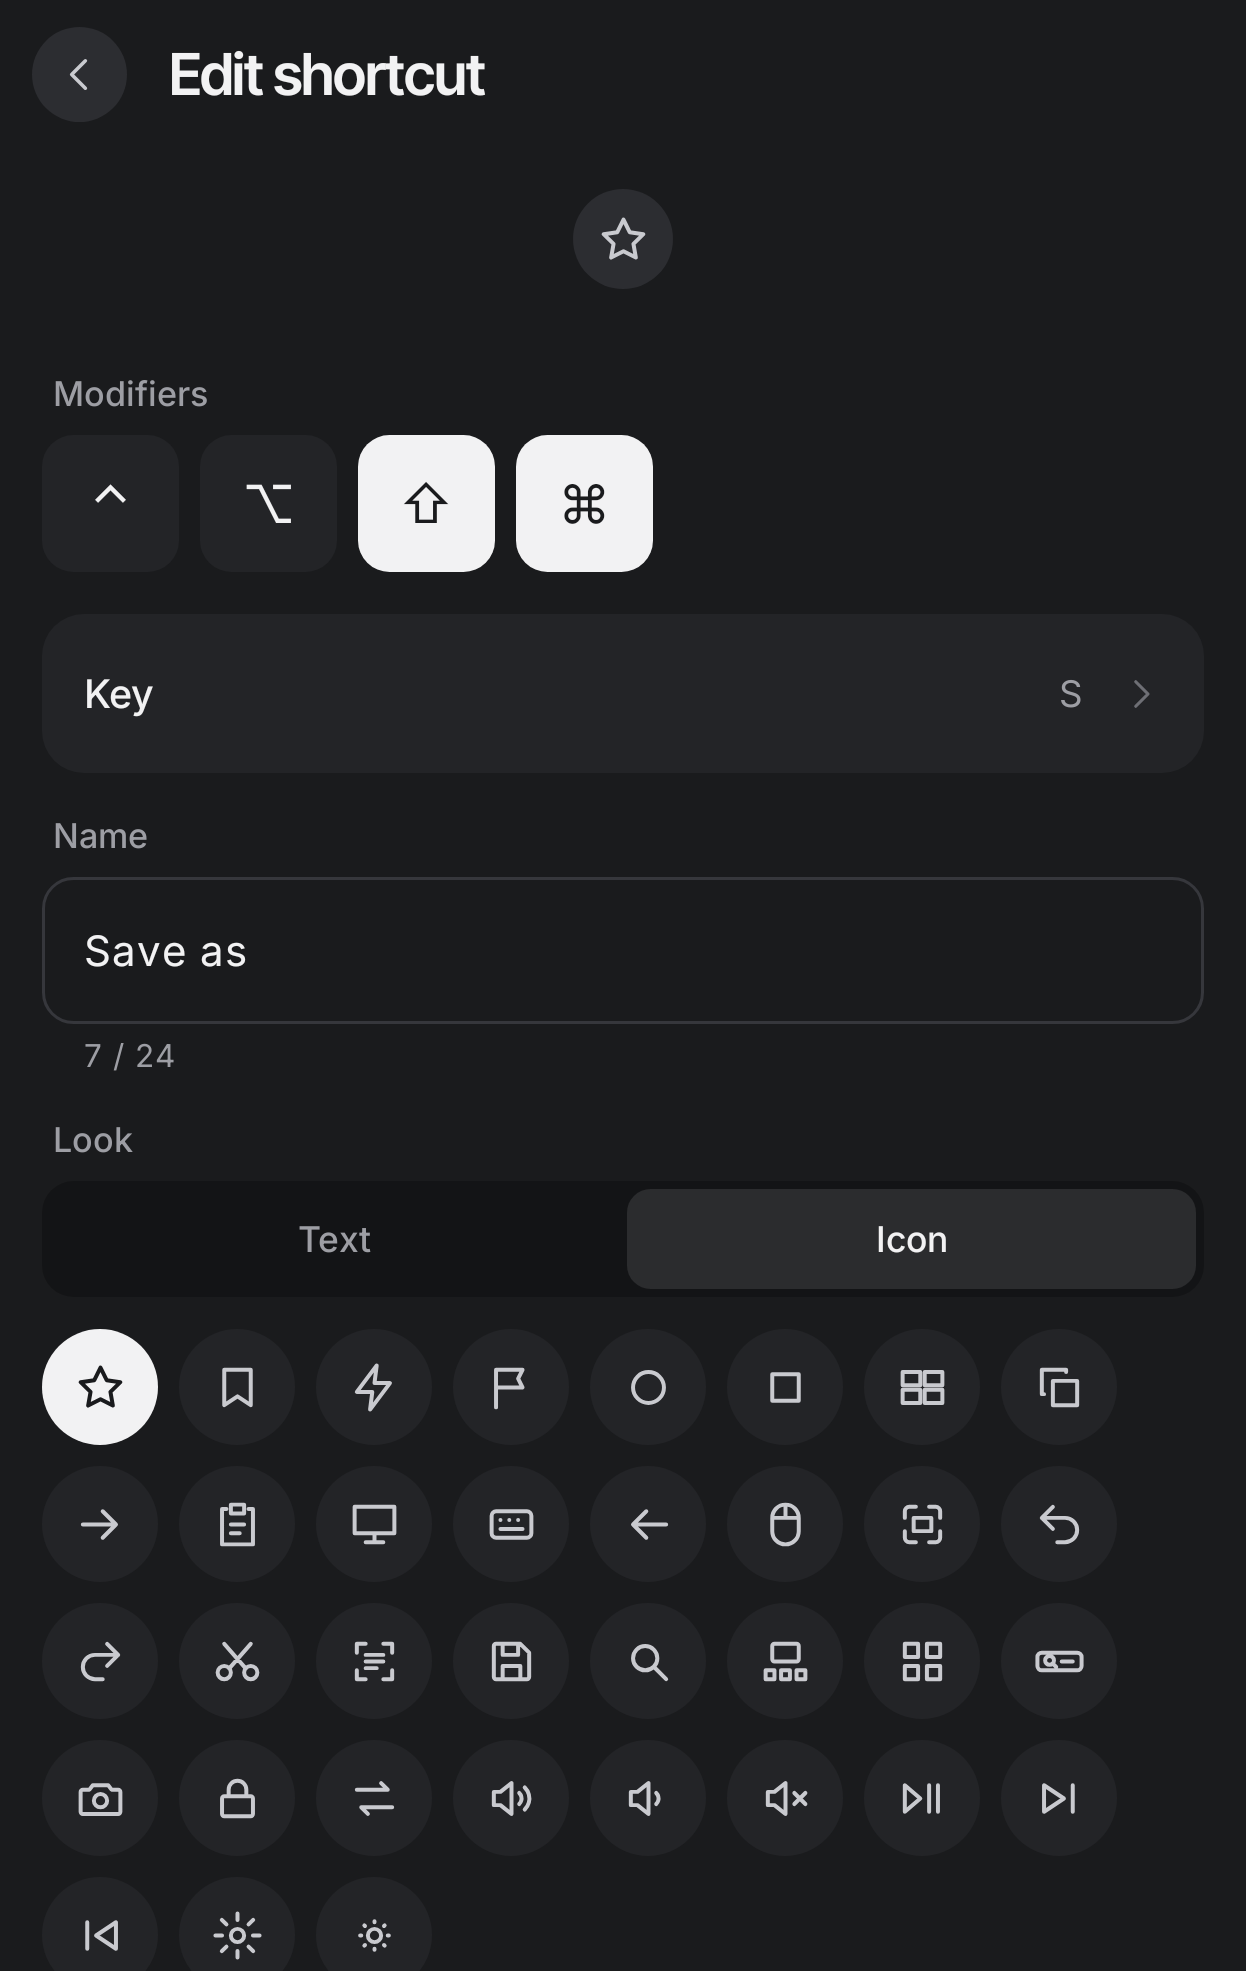 Edit shortcut
Modifiers
⌃ ⌥ ⇧ ⌘
Key S
Name
Save as
7 / 24
Look
Text Icon